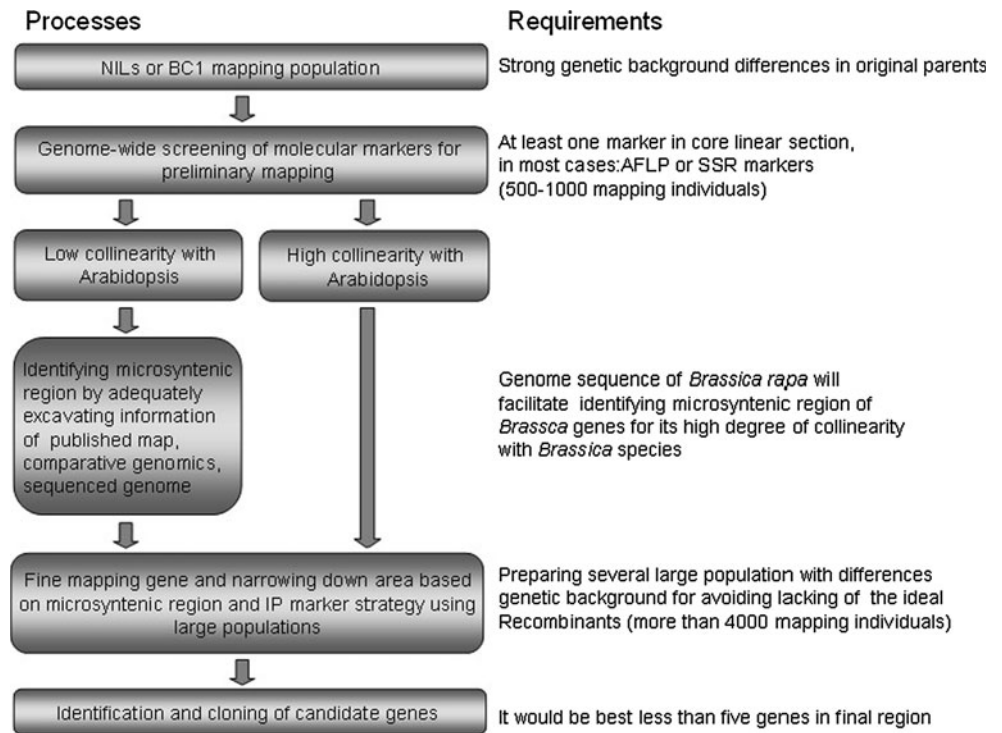 Processes
Requirements
NILs or BC1 mapping population
Strong genetic background differences in original parents
Genome-wide screening of molecular markers for
preliminary mapping
At least one marker in core linear section,
in most cases:AFLP or SSR markers
(500-1000 mapping individuals)
Low collinearity with
Arabidopsis
High collinearity with
Arabidopsis
Identifying microsyntenic
region by adequately
excavating information
of published map,
comparative genomics,
sequenced genome
Genome sequence of Brassica rapa will
facilitate identifying microsyntenic region of
Brassca genes for its high degree of collinearity
with Brassica species
Fine mapping gene and narrowing down area based
on microsyntenic region and IP marker strategy using
large populations
Preparing several large population with differences
genetic background for avoiding lacking of the ideal
Recombinants (more than 4000 mapping individuals)
Identification and cloning of candidate genes
It would be best less than five genes in final region